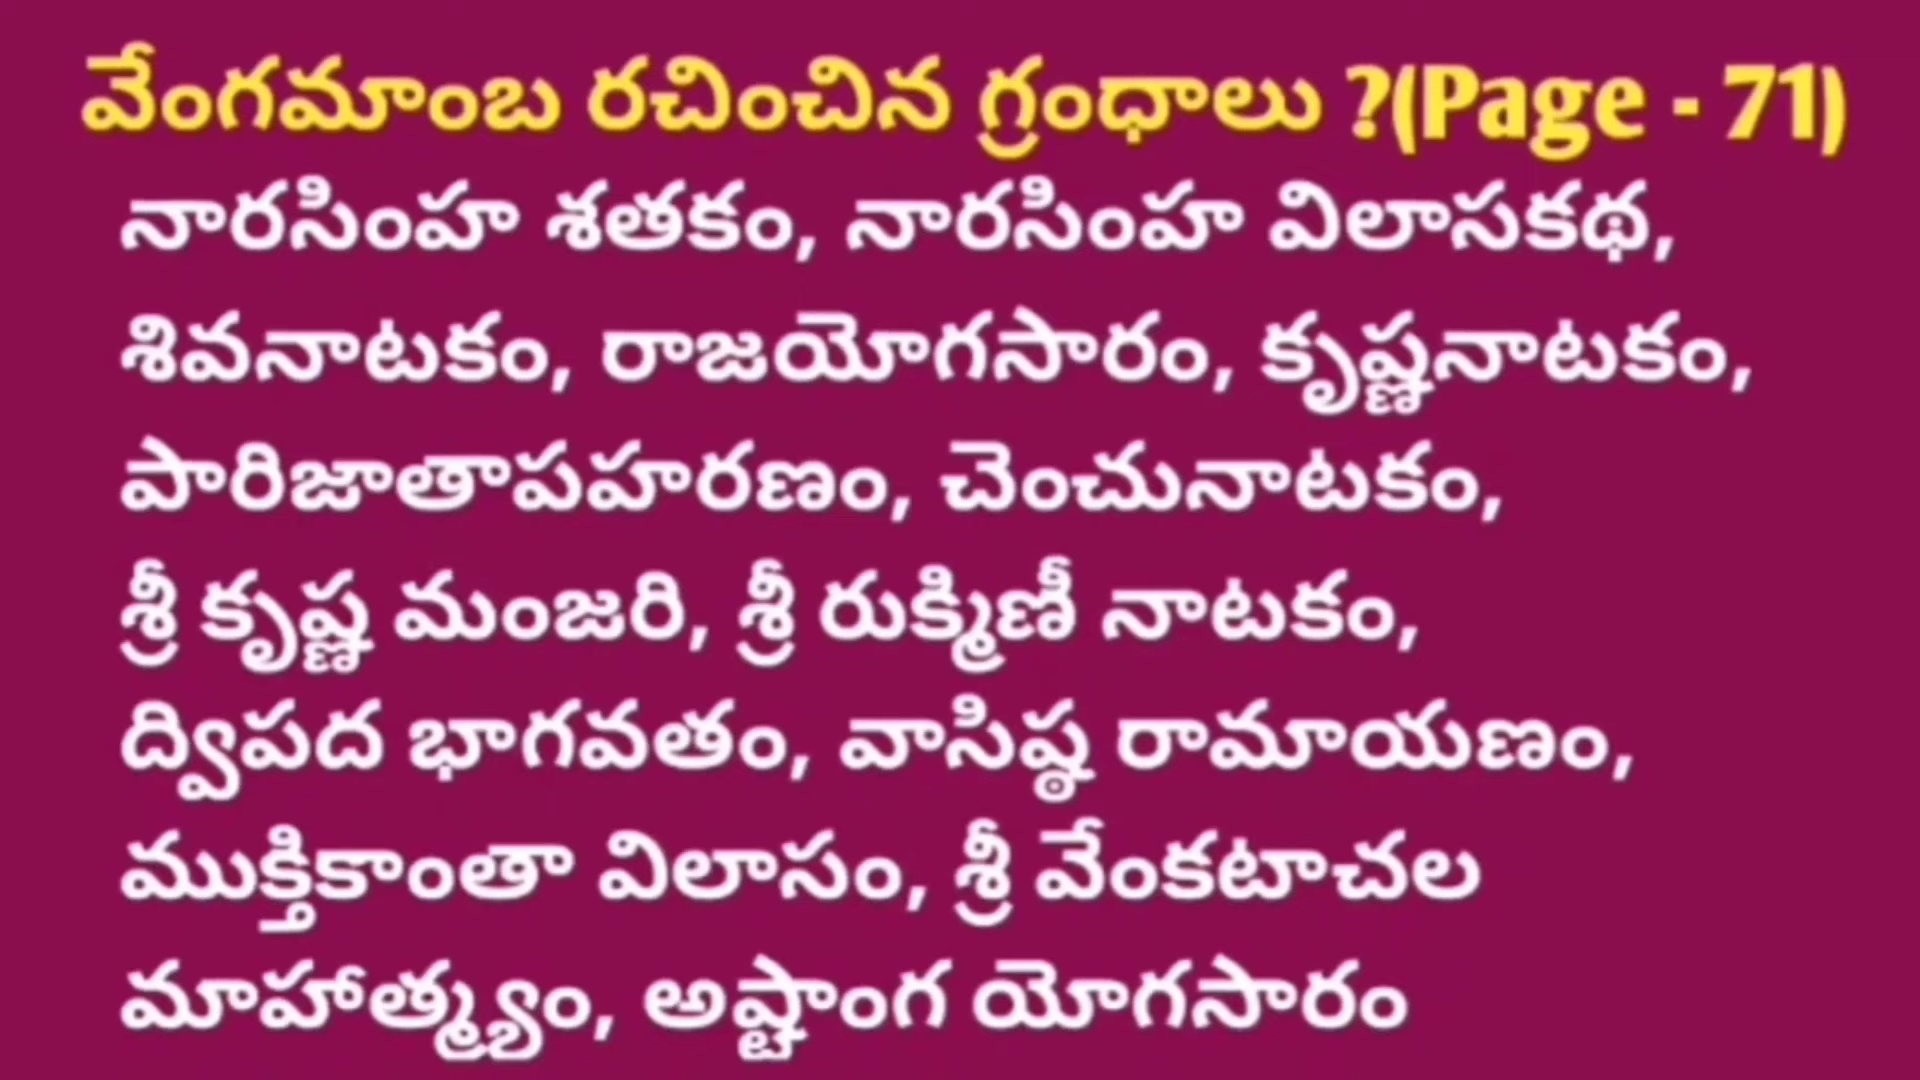 వేంగమాంబ రచించిన గ్రంధాలు ?(Page - 71)
నారసింహ శతకం, నారసింహ విలాసకథ,
శివనాటకం, రాజయోగసారం, కృష్ణనాటకం,
పారిజాతాపహరణం, చెంచునాటకం,
శ్రీ కృష్ణ మంజరి, శ్రీ రుక్మిణీ నాటకం,
ద్విపద భాగవతం, వాసిష్ఠ రామాయణం,
ముక్తికాంతా విలాసం, శ్రీ వేంకటాచల
మాహాత్మ్యం, అష్టాంగ యోగసారం